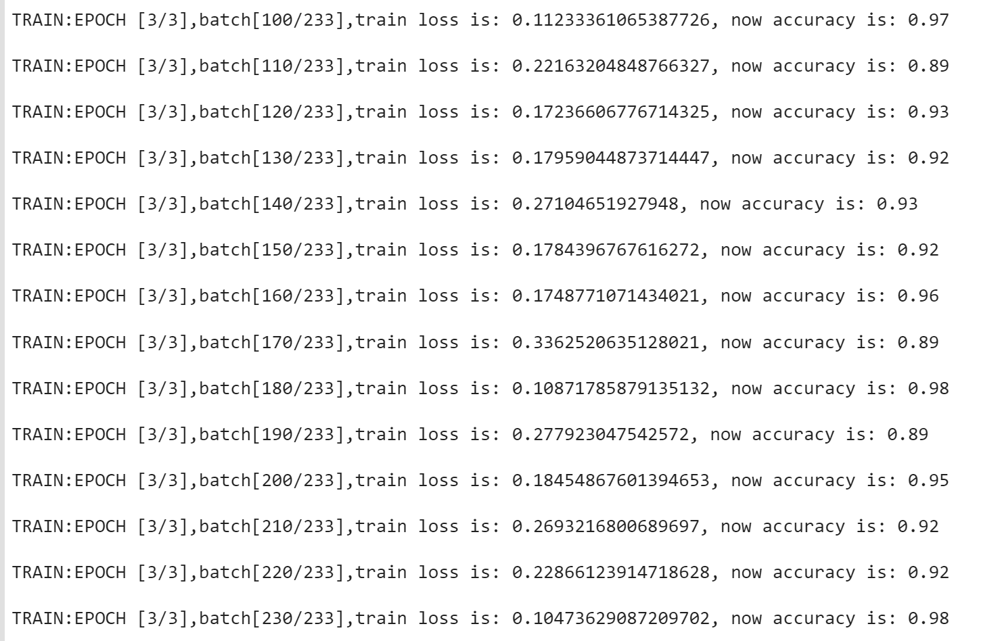 TRAIN:EPOCH [3/3],batch[100/233],train loss is: 0.11233361065387726, now accuracy is: 0.97
TRAIN:EPOCH [3/3],batch[110/233],train loss is: 0.22163204848766327, now accuracy is: 0.89
TRAIN:EPOCH [3/3],batch[120/233],train loss is: 0.17236606776714325, now accuracy is: 0.93
TRAIN:EPOCH [3/3],batch[130/233],train loss is: 0.17959044873714447, now accuracy is: 0.92
TRAIN:EPOCH [3/3],batch[140/233],train loss is: 0.27104651927948, now accuracy is: 0.93
TRAIN:EPOCH [3/3],batch[150/233],train loss is: 0.1784396767616272, now accuracy is: 0.92
TRAIN:EPOCH [3/3],batch[160/233],train loss is: 0.1748771071434021, now accuracy is: 0.96
TRAIN:EPOCH [3/3],batch[170/233],train loss is: 0.3362520635128021, now accuracy is: 0.89
TRAIN:EPOCH [3/3],batch[180/233],train loss is: 0.10871785879135132, now accuracy is: 0.98
TRAIN:EPOCH [3/3],batch[190/233],train loss is: 0.277923047542572, now accuracy is: 0.89
TRAIN:EPOCH [3/3],batch[200/233],train loss is: 0.18454867601394653, now accuracy is: 0.95
TRAIN:EPOCH [3/3],batch[210/233],train loss is: 0.2693216800689697, now accuracy is: 0.92
TRAIN:EPOCH [3/3],batch[220/233],train loss is: 0.22866123914718628, now accuracy is: 0.92
TRAIN:EPOCH [3/3],batch[230/233],train loss is: 0.10473629087209702, now accuracy is: 0.98